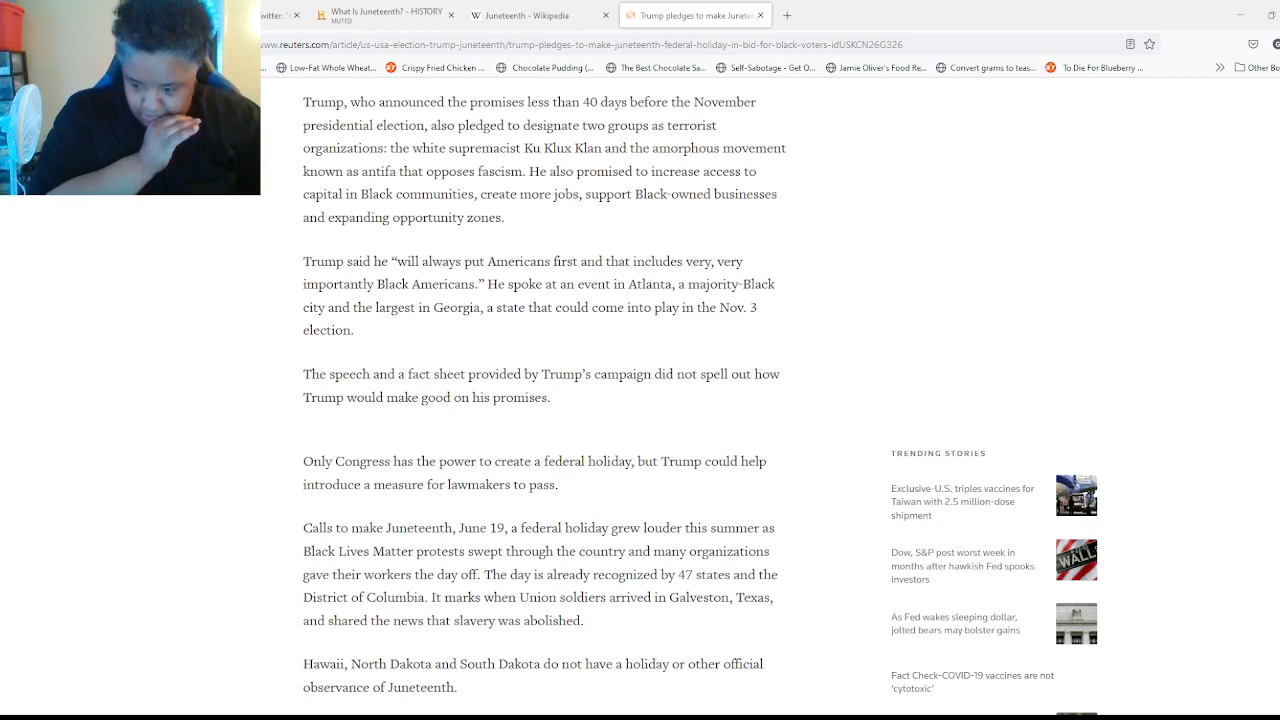 witter: "I
What Is Juneteenth? - HISTORY
MUTED
Juneteenth - Wikipedia
Trump pledges to make Junetee
ww.reuters.com/article/us-usa-election-trump-juneteenth/trump-pledges-to-make-juneteenth-federal-holiday-in-bid-for-black-voters-idUSKCN26G326
Low-Fat Whole Wheat...
Crispy Fried Chicken ...
Chocolate Pudding (...
The Best Chocolate Sa...
Self-Sabotage - Get O...
Jamie Oliver's Food Re...
Convert grams to teas...
To Die For Blueberry ...
Other Bo
Trump, who announced the promises less than 40 days before the November
presidential election, also pledged to designate two groups as terrorist
organizations: the white supremacist Ku Klux Klan and the amorphous movement
known as antifa that opposes fascism. He also promised to increase access to
capital in Black communities, create more jobs, support Black-owned businesses
and expanding opportunity zones.
Trump said he “will always put Americans first and that includes very, very
importantly Black Americans.” He spoke at an event in Atlanta, a majority-Black
city and the largest in Georgia, a state that could come into play in the Nov. 3
election.
The speech and a fact sheet provided by Trump’s campaign did not spell out how
Trump would make good on his promises.
Only Congress has the power to create a federal holiday, but Trump could help
introduce a measure for lawmakers to pass.
Calls to make Juneteenth, June 19, a federal holiday grew louder this summer as
Black Lives Matter protests swept through the country and many organizations
gave their workers the day off. The day is already recognized by 47 states and the
District of Columbia. It marks when Union soldiers arrived in Galveston, Texas,
and shared the news that slavery was abolished.
Hawaii, North Dakota and South Dakota do not have a holiday or other official
observance of Juneteenth.
TRENDING STORIES
Exclusive-U.S. triples vaccines for
Taiwan with 2.5 million-dose
shipment
Dow, S&P post worst week in
months after hawkish Fed spooks
investors
WALL
As Fed wakes sleeping dollar,
jolted bears may bolster gains
Fact Check-COVID-19 vaccines are not
‘cytotoxic’